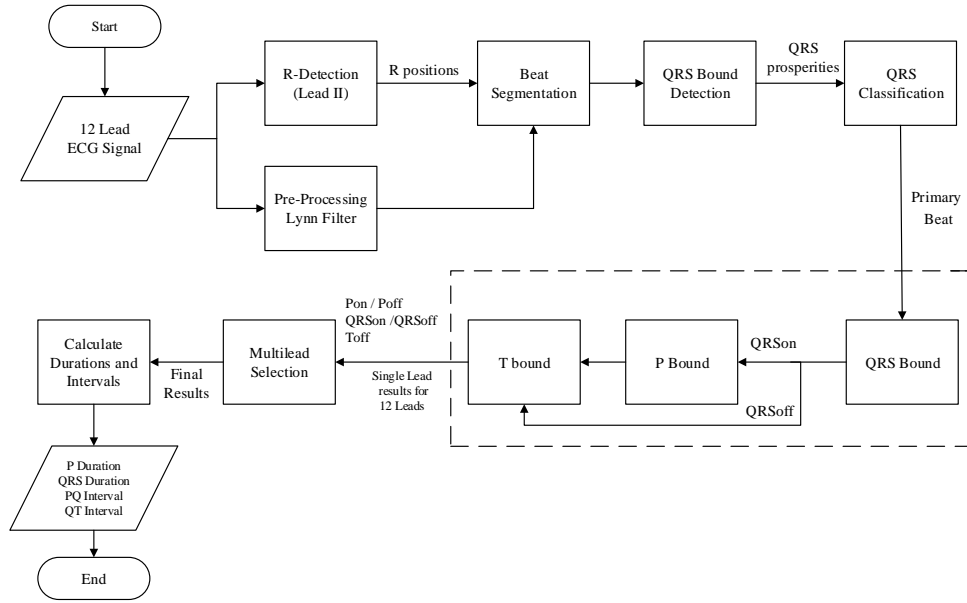 Start
12 Lead
ECG Signal
R-Detection
(Lead II)
R positions
Pre-Processing
Lynn Filter
Beat
Segmentation
QRS Bound
Detection
QRS
prosperities
QRS
Classification
Primary
Beat
QRS Bound
QRSon
QRSoff
P Bound
T bound
Pon / Poff
QRSon /QRSoff
Toff
Single Lead
results for
12 Leads
Multilead
Selection
Final
Results
Calculate
Durations and
Intervals
P Duration
QRS Duration
PQ Interval
QT Interval
End